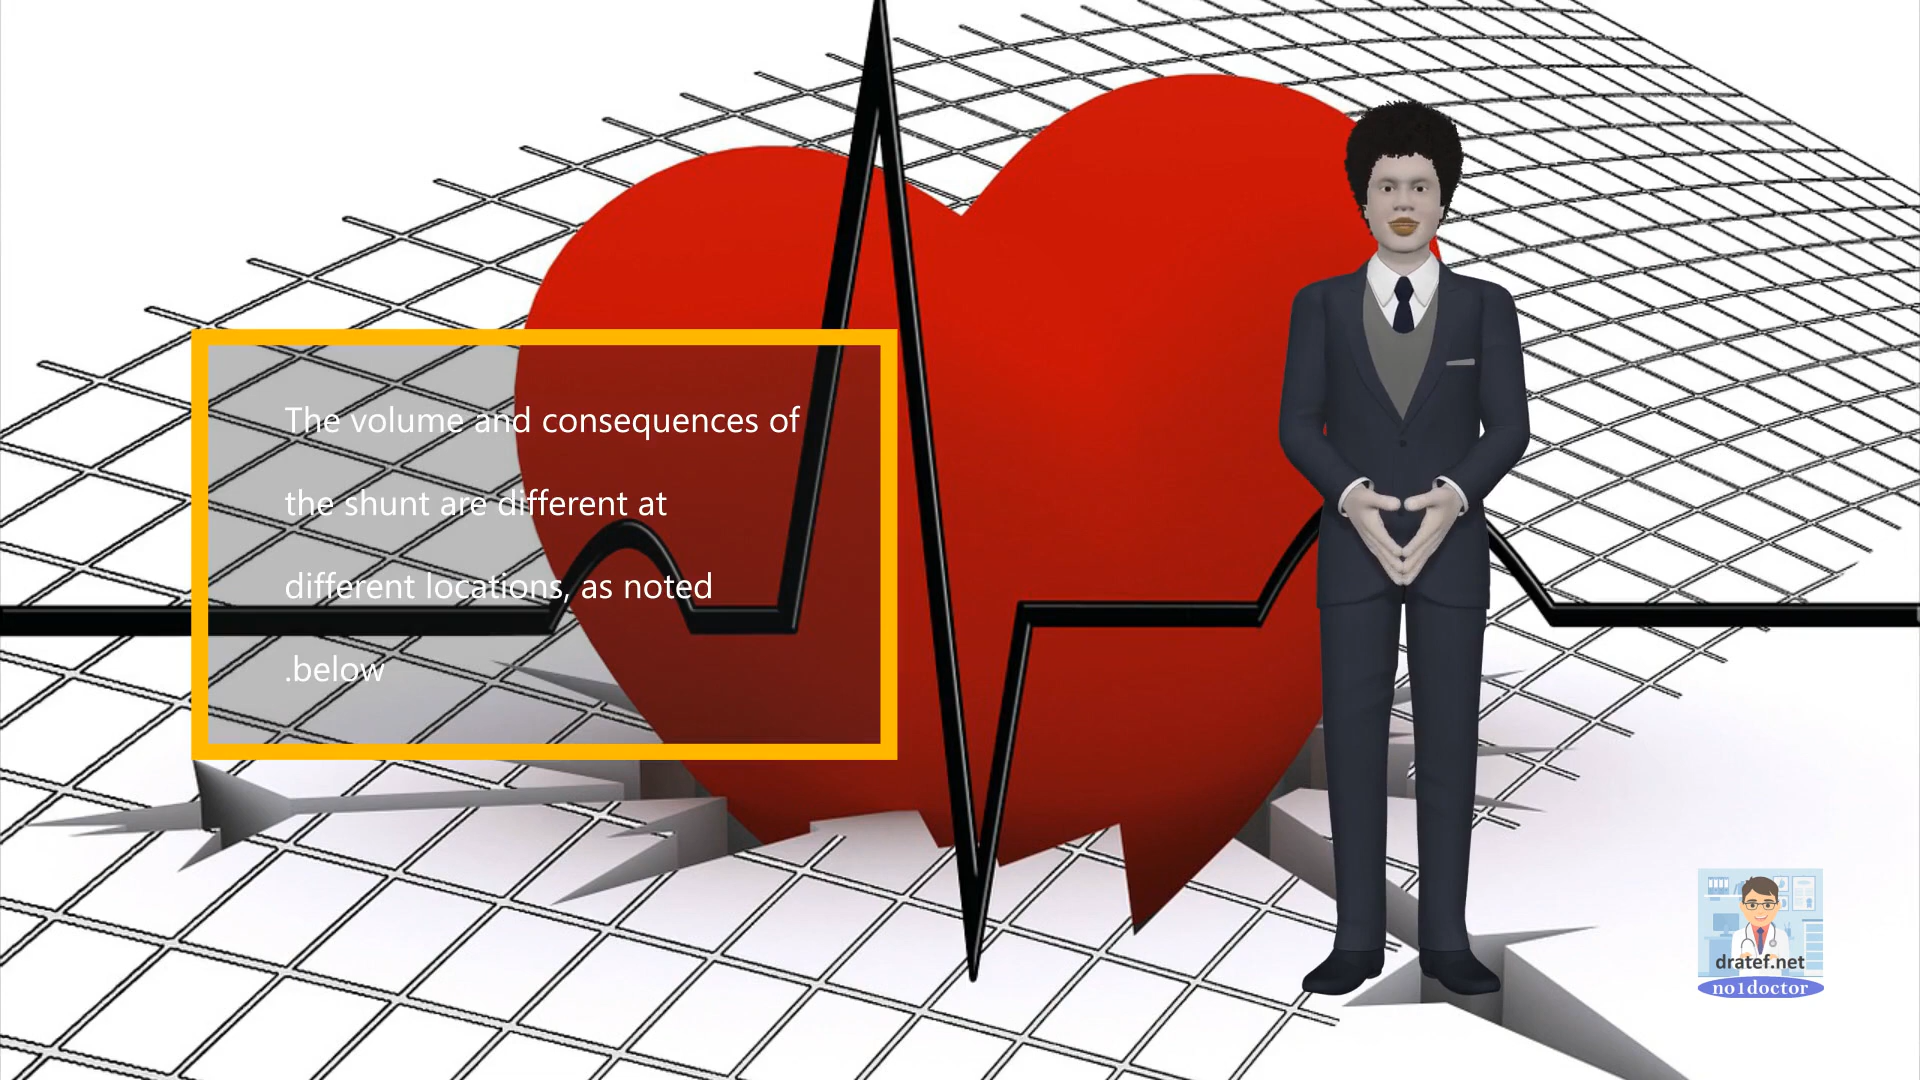 The volume and consequences of
the shunt are different at
different locations, as noted
.below
dratef.net
no1doctor